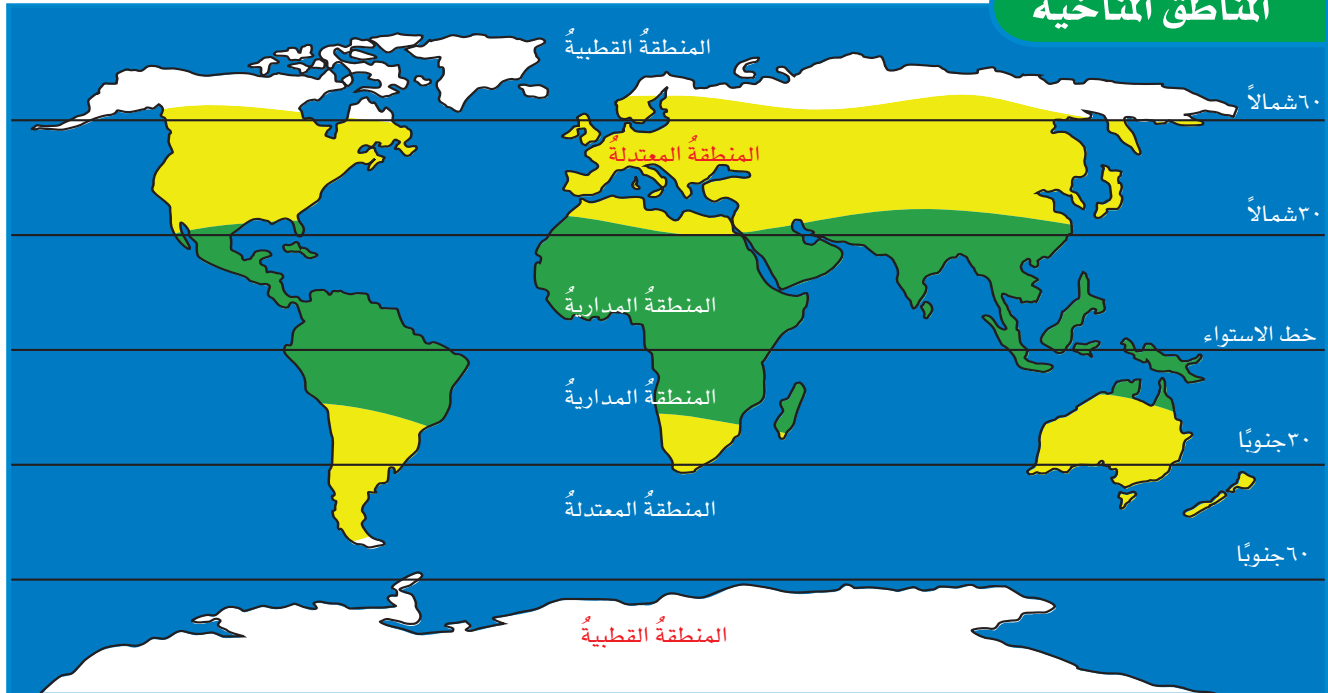 المناطق المناخية
المنطقةُ القطبيةُ
٦٠شمالاً
المنطقةُ المعتدلةُ
٣٠شمالاً
المنطقةُ المداريةُ
خط الاستواء
المنطقةُ المداريةُ
٣٠جنوبًا
المنطقةُ المعتدلةُ
٦٠جنوبًا
المنطقةُ القطبيةُ